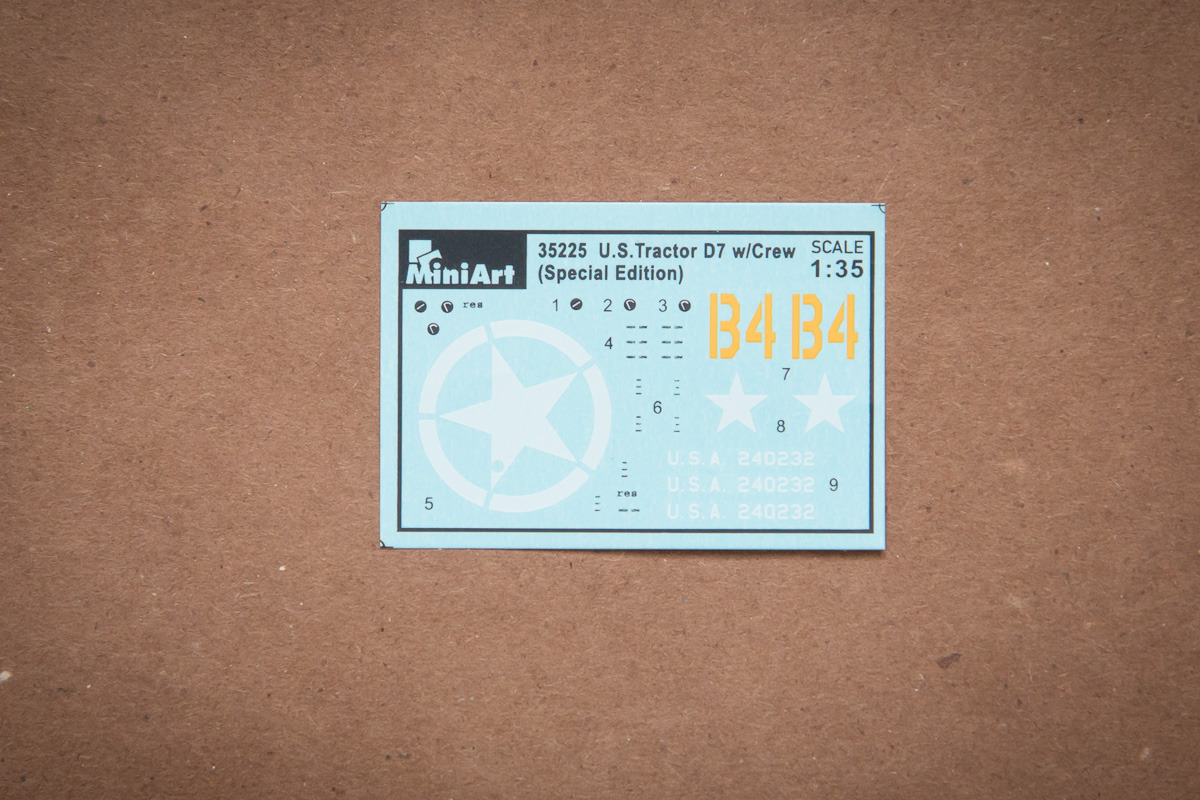 MiniArt
35225 U.S.Tractor D7 w/Crew
(Special Edition)
SCALE
1:35
res
1 2 3
B4 B4
4
7
6
8
U.S.A. 240232
U.S.A. 240232
U.S.A. 240232
9
res
5